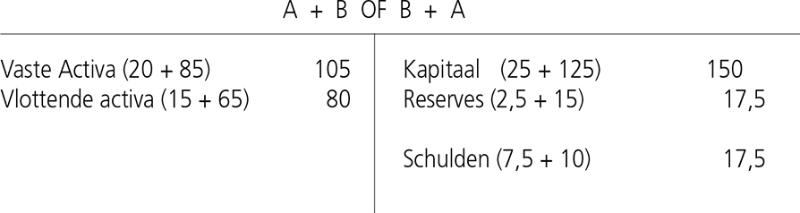 A + B OF B + A
Vaste Activa (20 + 85) 105 Kapitaal (25 + 125) 150
Vlottende activa (15 + 65) 80 Reserves (2,5 + 15) 17,5
Schulden (7,5 + 10) 17,5